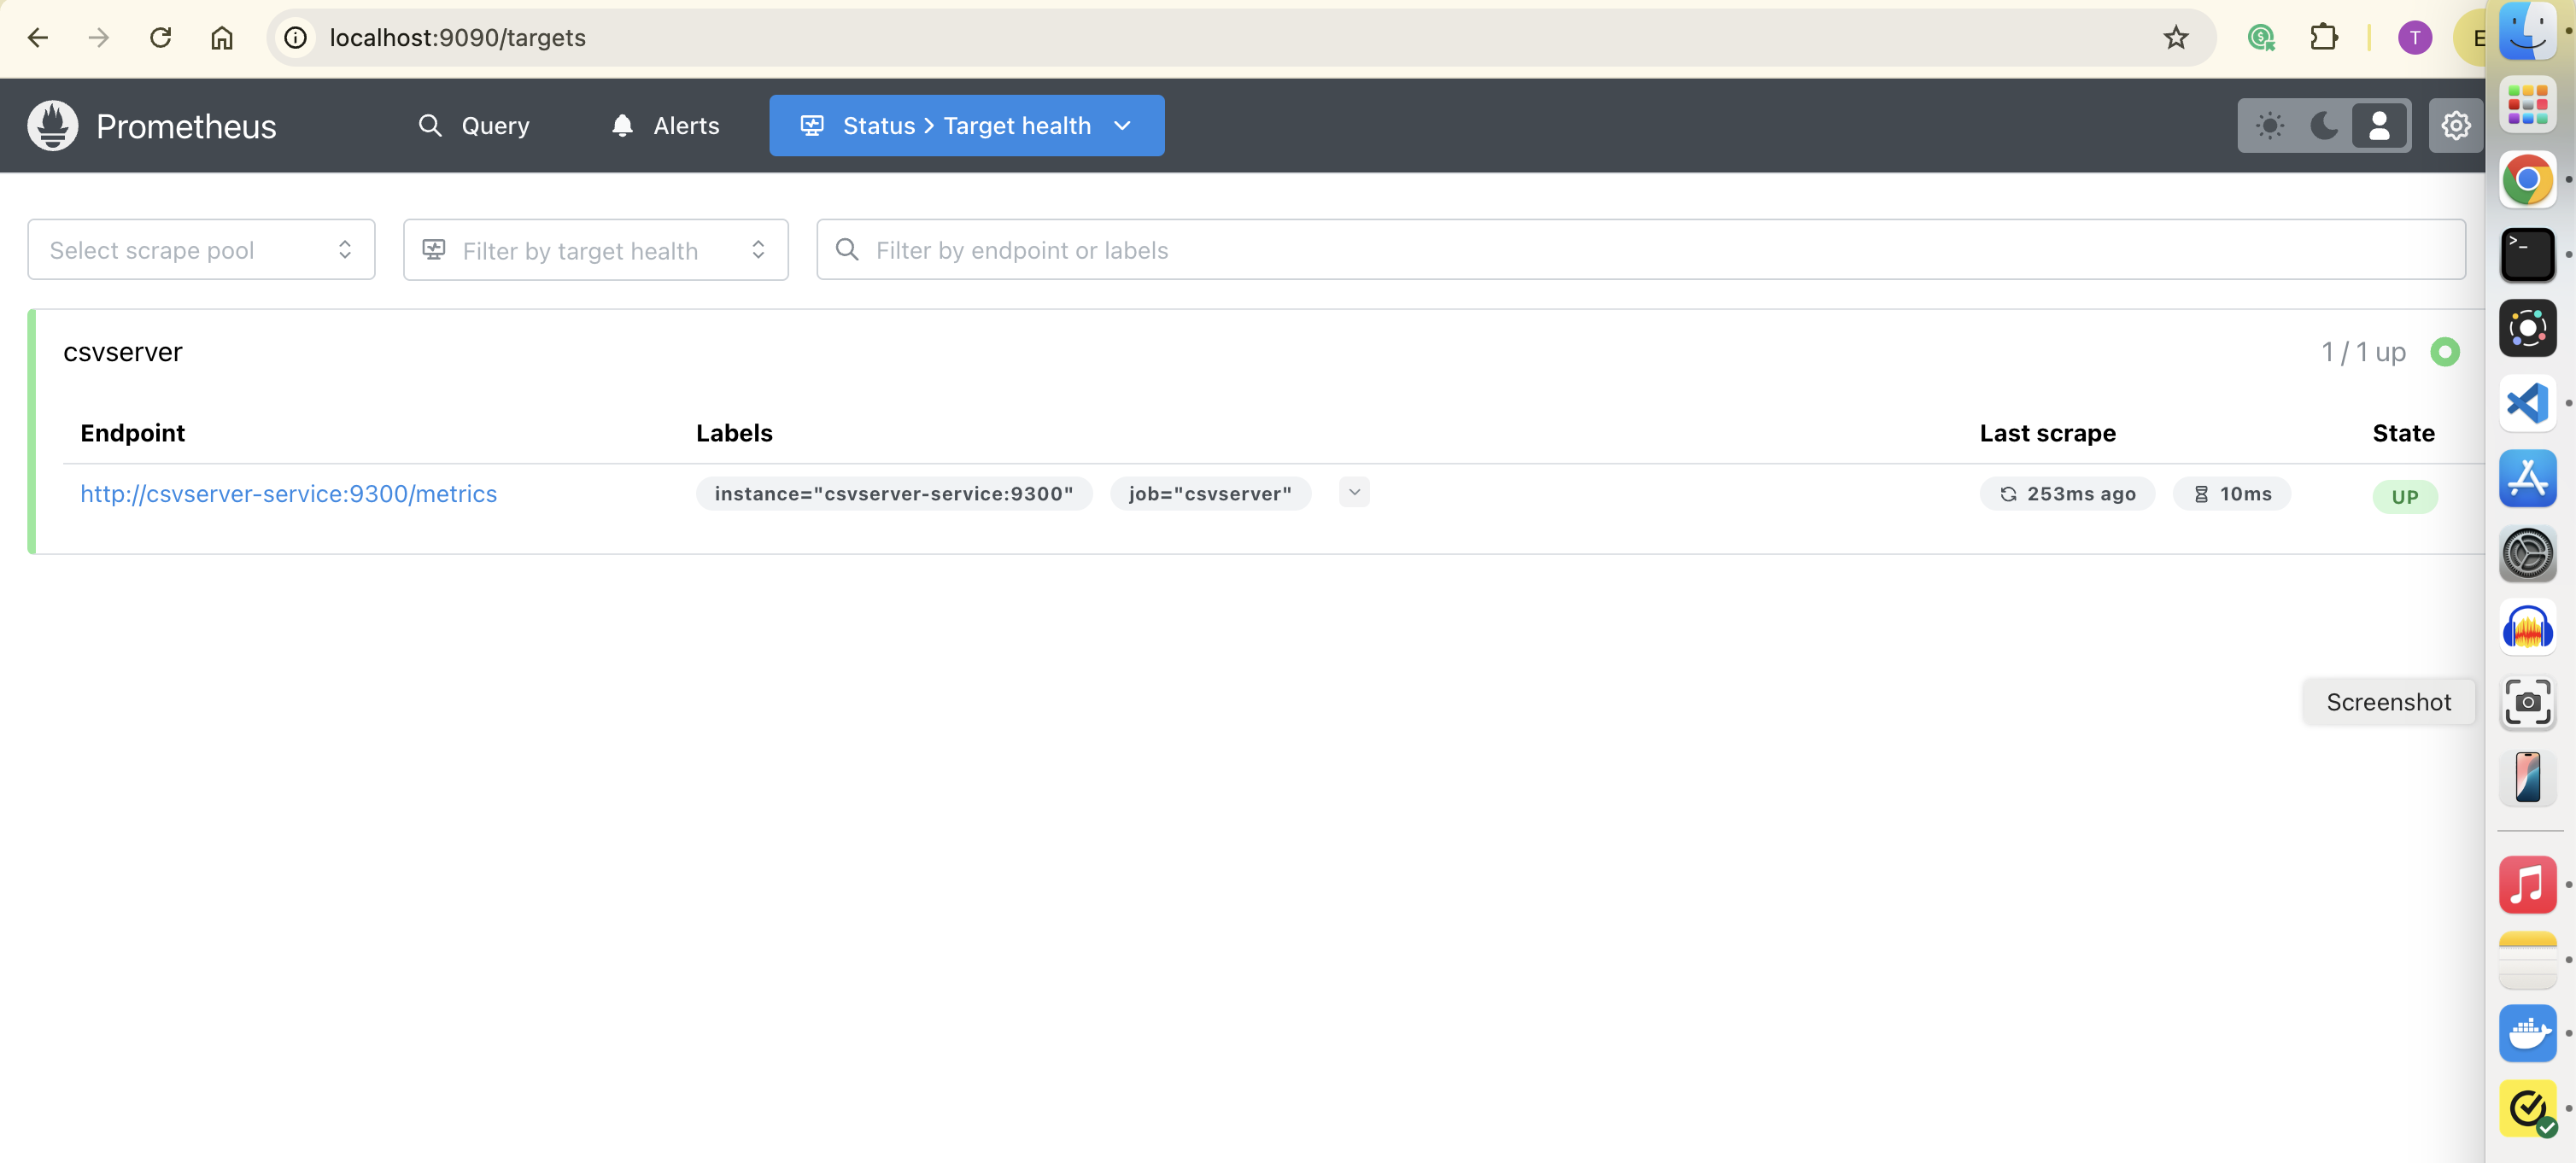 localhost:9090/targets
T
E
Prometheus
Query
Alerts
Status > Target health
Select scrape pool
Filter by target health
Filter by endpoint or labels
csvserver
1 / 1 up
Endpoint
Labels
Last scrape
State
http://csvserver-service:9300/metrics
instance="csvserver-service:9300"
job="csvserver"
253ms ago
10ms
UP
Screenshot